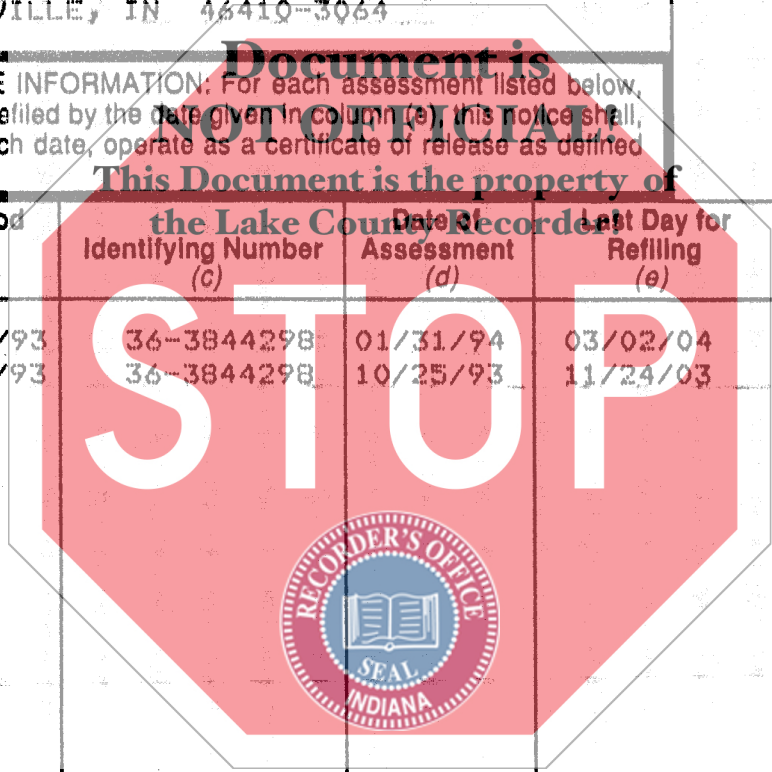 VILLE, IN 46410-3064
Document is
INFORMATION: For each assessment listed below,
efiled by the date given in column (e), this notice shall,
NOT OFFICIAL!
ch date, operate as a certificate of release as defined
This Document is the property of
the Lake County Recorder!
od Identifying Number (c)
Date of Assessment (d)
Last Day for Refiling (e)
/93 36-3844298 01/31/94 03/02/04
/93 36-3844298 10/25/93 11/24/03
STOP
RECORDER'S OFFICE
SEAL
INDIANA